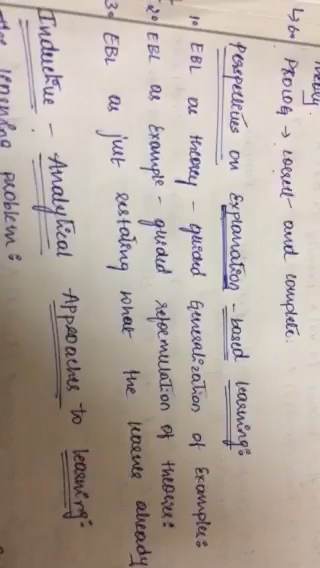 theory.
↳ 6. PROLOG → correct and complete.
Perspectives on Explanation-based learning:
1. EBL as theory-guided Generalization of Examples:
2. EBL as Example-guided reformulation of theories:
3. EBL as just restating what the learner already
Inductive-Analytical Approaches to learning:
learning problem: